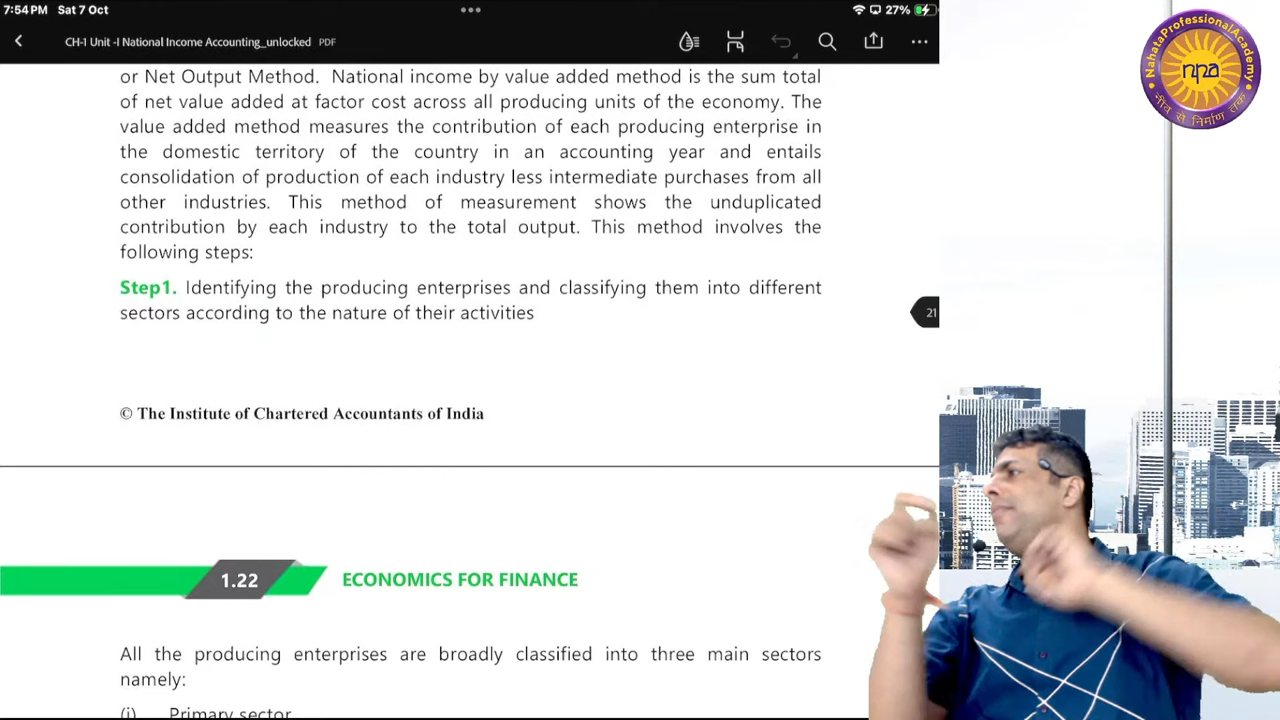 7:54 PM Sat 7 Oct
27%
CH-1 Unit -I National Income Accounting_unlocked PDF
or Net Output Method. National income by value added method is the sum total
of net value added at factor cost across all producing units of the economy. The
value added method measures the contribution of each producing enterprise in
the domestic territory of the country in an accounting year and entails
consolidation of production of each industry less intermediate purchases from all
other industries. This method of measurement shows the unduplicated
contribution by each industry to the total output. This method involves the
following steps:
Step1. Identifying the producing enterprises and classifying them into different
sectors according to the nature of their activities
21
© The Institute of Chartered Accountants of India
1.22 ECONOMICS FOR FINANCE
All the producing enterprises are broadly classified into three main sectors
namely:
(i) Primary sector
NahataProfessionalAcademy
npa
नींव से निर्माण तक